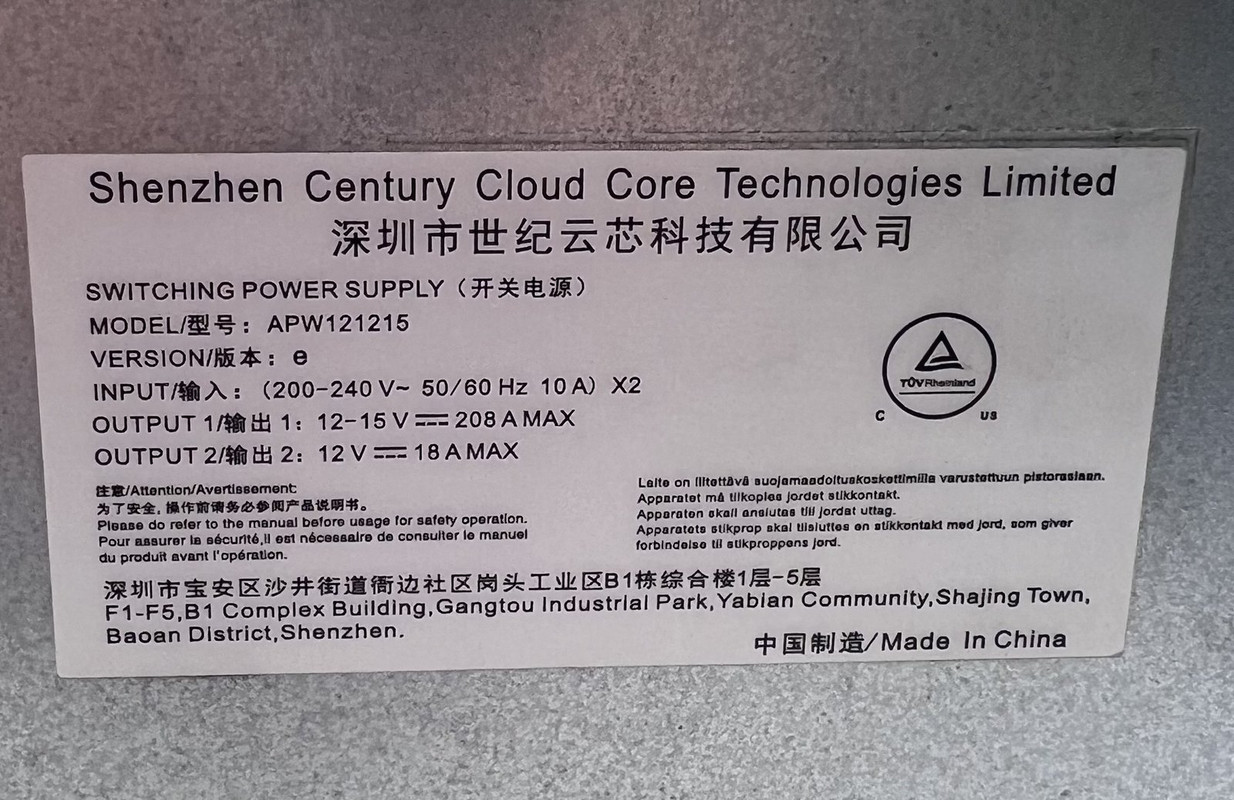 Shenzhen Century Cloud Core Technologies Limited
深圳市世纪云芯科技有限公司
SWITCHING POWER SUPPLY（开关电源）
MODEL/型号：APW121215
VERSION/版本：e
INPUT/输入：（200-240 V~ 50/60 Hz 10 A）X2
OUTPUT 1/输出 1：12-15 V ⎓ 208 A MAX
OUTPUT 2/输出 2：12 V ⎓ 18 A MAX
TÜVRheinland
C US
注意/Attention/Avertissement:
为了安全, 操作前请务必参阅产品说明书。
Please do refer to the manual before usage for safety operation.
Pour assurer la sécurité,il est nécessaire de consulter le manuel
du produit avant l'opération.
Laite on liitettävä suojamaadoituskoskettimilla varustettuun pistorasiaan.
Apparatet må tilkoples jordet stikkontakt.
Apparaten skall anslutas till jordat uttag.
Apparatets stikprop skal tilsluttes en stikkontakt med jord, som giver
forbindelse til stikproppens jord.
深圳市宝安区沙井街道衙边社区岗头工业区B1栋综合楼1层-5层
F1-F5,B1 Complex Building,Gangtou Industrial Park,Yabian Community,Shajing Town,
Baoan District,Shenzhen.
中国制造/Made In China